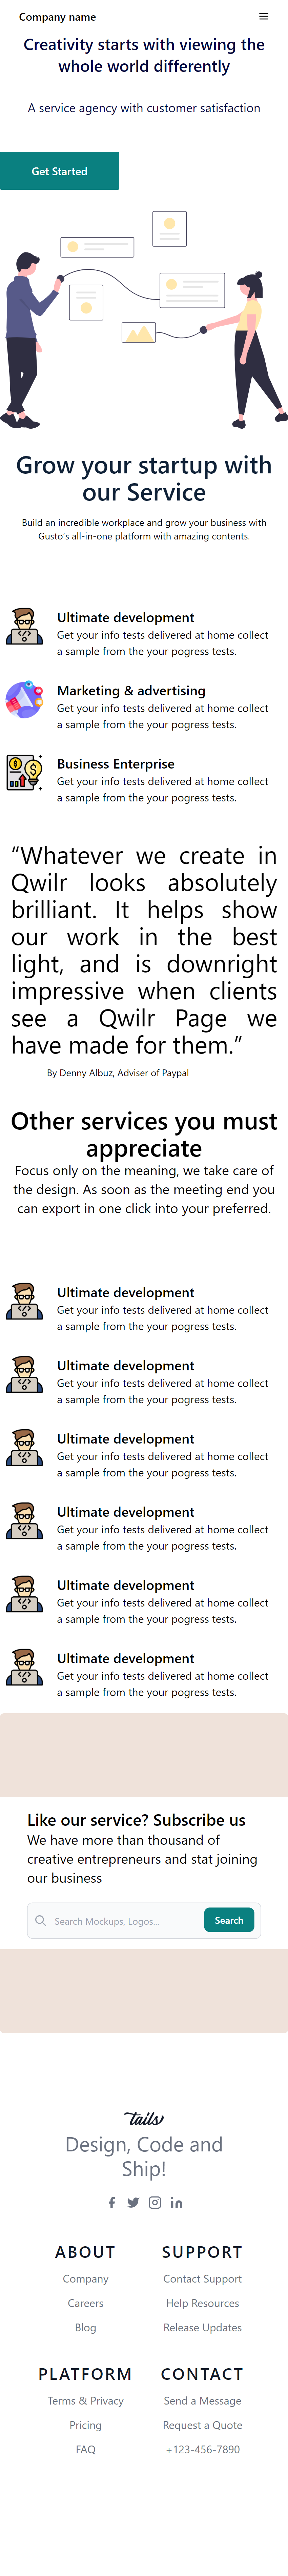 Company name
Creativity starts with viewing the
whole world differently
A service agency with customer satisfaction
Get Started
Grow your startup with
our Service
Build an incredible workplace and grow your business with
Gusto's all-in-one platform with amazing contents.
Ultimate development
Get your info tests delivered at home collect
a sample from the your pogress tests.
Marketing & advertising
Get your info tests delivered at home collect
a sample from the your pogress tests.
Business Enterprise
Get your info tests delivered at home collect
a sample from the your pogress tests.
“Whatever we create in
Qwilr looks absolutely
brilliant. It helps show
our work in the best
light, and is downright
impressive when clients
see a Qwilr Page we
have made for them.”
By Denny Albuz, Adviser of Paypal
Other services you must
appreciate
Focus only on the meaning, we take care of
the design. As soon as the meeting end you
can export in one click into your preferred.
Ultimate development
Get your info tests delivered at home collect
a sample from the your pogress tests.
Ultimate development
Get your info tests delivered at home collect
a sample from the your pogress tests.
Ultimate development
Get your info tests delivered at home collect
a sample from the your pogress tests.
Ultimate development
Get your info tests delivered at home collect
a sample from the your pogress tests.
Ultimate development
Get your info tests delivered at home collect
a sample from the your pogress tests.
Ultimate development
Get your info tests delivered at home collect
a sample from the your pogress tests.
Like our service? Subscribe us
We have more than thousand of
creative entrepreneurs and stat joining
our business
Search Mockups, Logos... Search
tails
Design, Code and
Ship!
ABOUT
Company
Careers
Blog
SUPPORT
Contact Support
Help Resources
Release Updates
PLATFORM
Terms & Privacy
Pricing
FAQ
CONTACT
Send a Message
Request a Quote
+123-456-7890